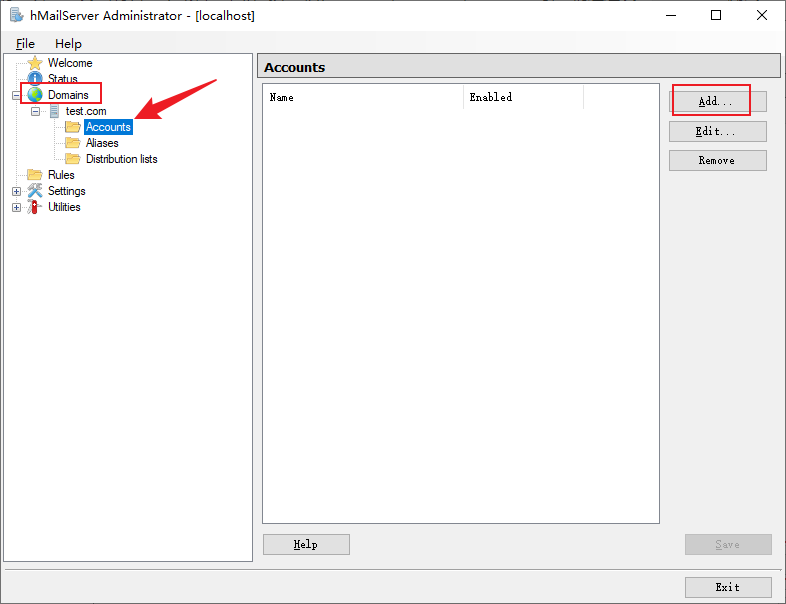 hMailServer Administrator - [localhost]
File Help
Welcome
Status
Domains
test.com
Accounts
Aliases
Distribution lists
Rules
Settings
Utilities
Accounts
Name Enabled
Add...
Edit...
Remove
Help
Save
Exit